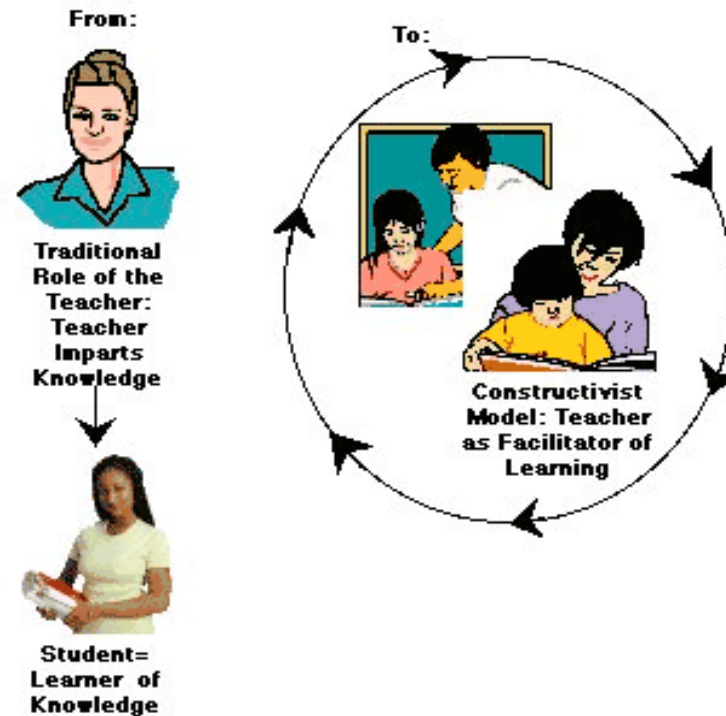 From:
Traditional
Role of the
Teacher:
Teacher
Imparts
Knowledge
Student=
Learner of
Knowledge
To:
Constructivist
Model: Teacher
as Facilitator of
Learning